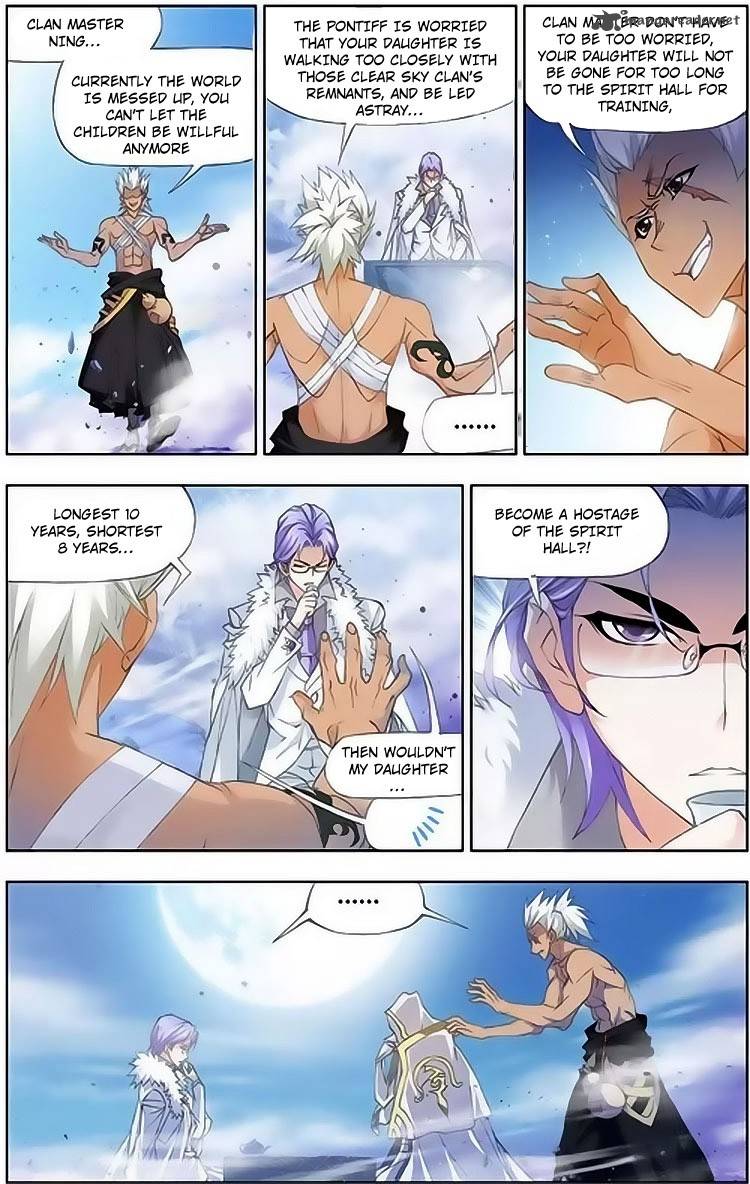 CLAN MASTER
NING...
CURRENTLY THE WORLD
IS MESSED UP, YOU
CAN'T LET THE
CHILDREN BE WILLFUL
ANYMORE
THE PONTIFF IS WORRIED
THAT YOUR DAUGHTER IS
WALKING TOO CLOSELY WITH
THOSE CLEAR SKY CLAN'S
REMNANTS, AND BE LED
ASTRAY...
......
CLAN MASTER DON'T HAVE
TO BE TOO WORRIED,
YOUR DAUGHTER WILL NOT
BE GONE FOR TOO LONG
TO THE SPIRIT HALL FOR
TRAINING,
LONGEST 10
YEARS, SHORTEST
8 YEARS...
THEN WOULDN'T
MY DAUGHTER
...
BECOME A HOSTAGE
OF THE SPIRIT
HALL?!
......